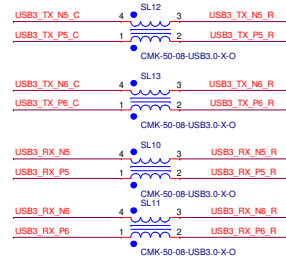 SL12
USB3_TX_N5_C 4 3 USB3_TX_N5_R
USB3_TX_P5_C 1 2 USB3_TX_P5_R
CMK-50-08-USB3.0-X-O
SL13
USB3_TX_N6_C 4 3 USB3_TX_N6_R
USB3_TX_P6_C 1 2 USB3_TX_P6_R
CMK-50-08-USB3.0-X-O
SL10
USB3_RX_N5 4 3 USB3_RX_N5_R
USB3_RX_P5 1 2 USB3_RX_P5_R
CMK-50-08-USB3.0-X-O
SL11
USB3_RX_N6 4 3 USB3_RX_N6_R
USB3_RX_P6 1 2 USB3_RX_P6_R
CMK-50-08-USB3.0-X-O